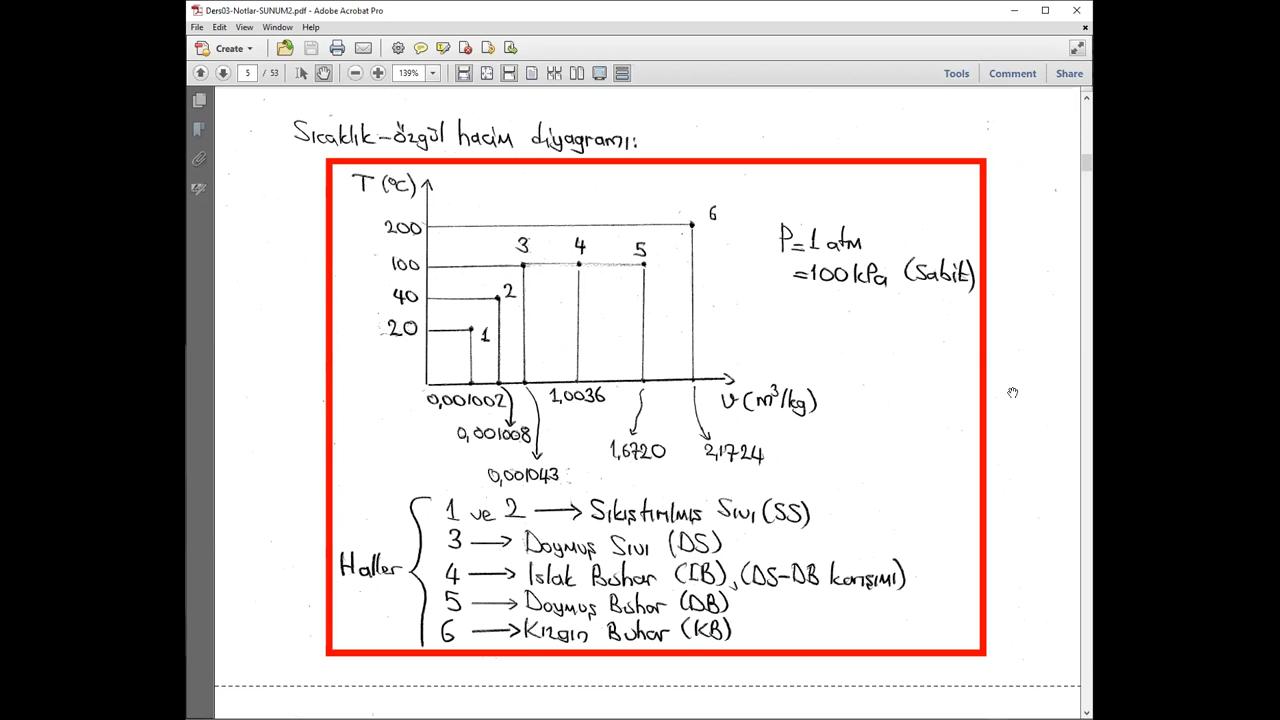 Ders03-Notlar-SUNUM2.pdf - Adobe Acrobat Pro
File Edit View Window Help
Create
5 / 53 139% Tools Comment Share
Sıcaklık-özgül hacim diyagramı:
T (°C)
6
200
3 4 5
100
2
40
1
20
P=1 atm
=100 kPa (sabit)
0,001002 1,0036 v (m³/kg)
0,001008 1,6720 2,1724
0,001043
Haller
1 ve 2 → Sıkıştırılmış Sıvı (SS)
3 → Doymuş Sıvı (DS)
4 → Islak Buhar (IB), (DS-DB karışımı)
5 → Doymuş Buhar (DB)
6 → Kızgın Buhar (KB)